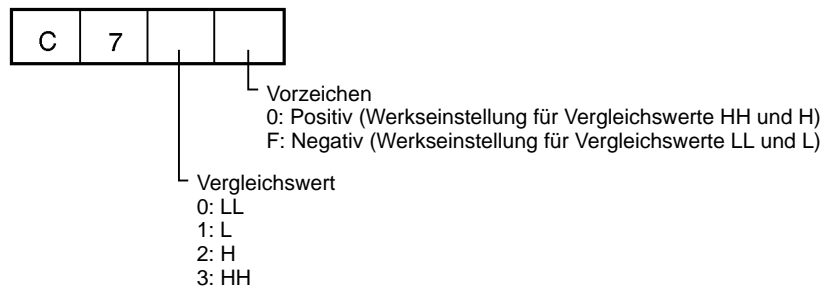 C 7
Vorzeichen
0: Positiv (Werkseinstellung für Vergleichswerte HH und H)
F: Negativ (Werkseinstellung für Vergleichswerte LL und L)
Vergleichswert
0: LL
1: L
2: H
3: HH